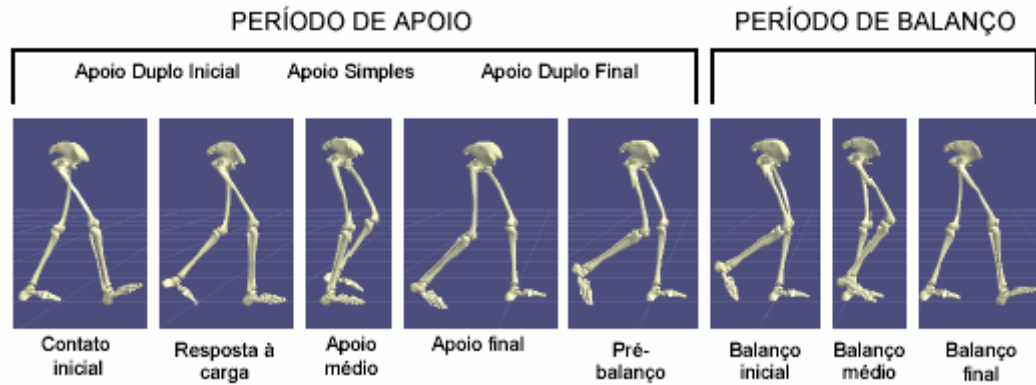 PERÍODO DE APOIO
PERÍODO DE BALANÇO
Apoio Duplo Inicial
Apoio Simples
Apoio Duplo Final
Contato
inicial
Resposta à
carga
Apoio
médio
Apoio final
Pré-
balanço
Balanço
inicial
Balanço
médio
Balanço
final